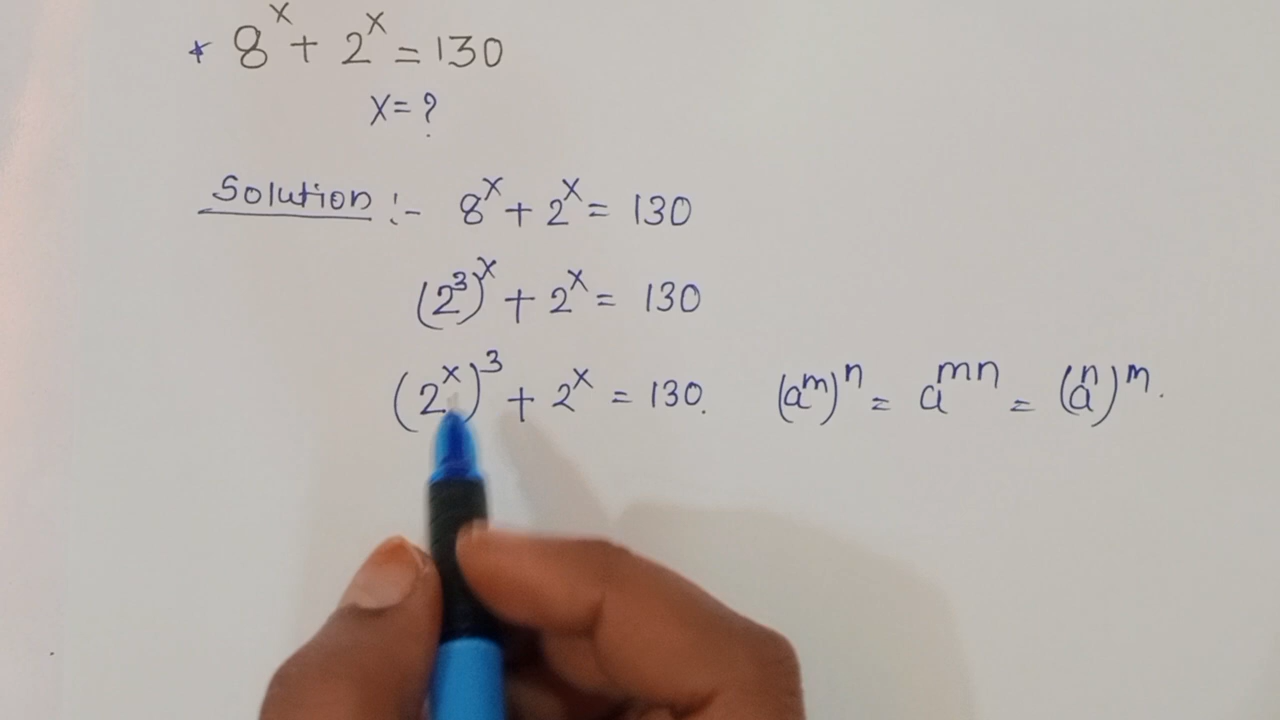 * 8^x + 2^x = 130
x = ?
Solution :- 8^x + 2^x = 130
(2^3)^x + 2^x = 130
(2^x)^3 + 2^x = 130. (a^m)^n = a^mn = (a^n)^m.